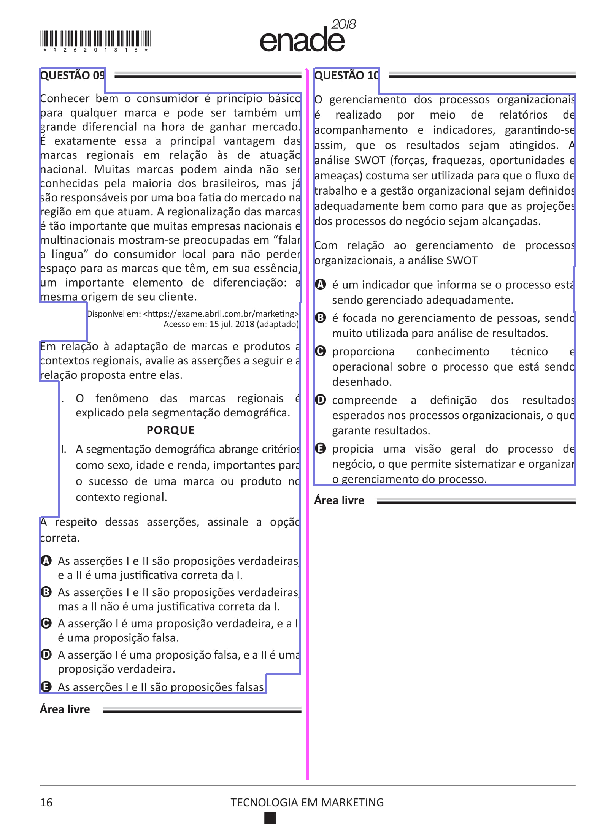 enade2018
*R2620181 6*
QUESTÃO 09
Conhecer bem o consumidor é princípio básico
para qualquer marca e pode ser também um
grande diferencial na hora de ganhar mercado.
É exatamente essa a principal vantagem das
marcas regionais em relação às de atuação
nacional. Muitas marcas podem ainda não ser
conhecidas pela maioria dos brasileiros, mas já
são responsáveis por uma boa fatia do mercado na
região em que atuam. A regionalização das marcas
é tão importante que muitas empresas nacionais e
multinacionais mostram-se preocupadas em “falar
a língua” do consumidor local para não perder
espaço para as marcas que têm, em sua essência,
um importante elemento de diferenciação: a
mesma origem de seu cliente.
Disponível em: <https://exame.abril.com.br/marketing>.
Acesso em: 15 jul. 2018 (adaptado).
Em relação à adaptação de marcas e produtos a
contextos regionais, avalie as asserções a seguir e a
relação proposta entre elas.
I. O fenômeno das marcas regionais é
explicado pela segmentação demográfica.
PORQUE
II. A segmentação demográfica abrange critérios
como sexo, idade e renda, importantes para
o sucesso de uma marca ou produto no
contexto regional.
A respeito dessas asserções, assinale a opção
correta.
A As asserções I e II são proposições verdadeiras,
e a II é uma justificativa correta da I.
B As asserções I e II são proposições verdadeiras,
mas a II não é uma justificativa correta da I.
C A asserção I é uma proposição verdadeira, e a II
é uma proposição falsa.
D A asserção I é uma proposição falsa, e a II é uma
proposição verdadeira.
E As asserções I e II são proposições falsas.
Área livre
QUESTÃO 10
O gerenciamento dos processos organizacionais
é realizado por meio de relatórios de
acompanhamento e indicadores, garantindo-se,
assim, que os resultados sejam atingidos. A
análise SWOT (forças, fraquezas, oportunidades e
ameaças) costuma ser utilizada para que o fluxo de
trabalho e a gestão organizacional sejam definidos
adequadamente bem como para que as projeções
dos processos do negócio sejam alcançadas.
Com relação ao gerenciamento de processos
organizacionais, a análise SWOT
A é um indicador que informa se o processo está
sendo gerenciado adequadamente.
B é focada no gerenciamento de pessoas, sendo
muito utilizada para análise de resultados.
C proporciona conhecimento técnico e
operacional sobre o processo que está sendo
desenhado.
D compreende a definição dos resultados
esperados nos processos organizacionais, o que
garante resultados.
E propicia uma visão geral do processo de
negócio, o que permite sistematizar e organizar
o gerenciamento do processo.
Área livre
16
TECNOLOGIA EM MARKETING